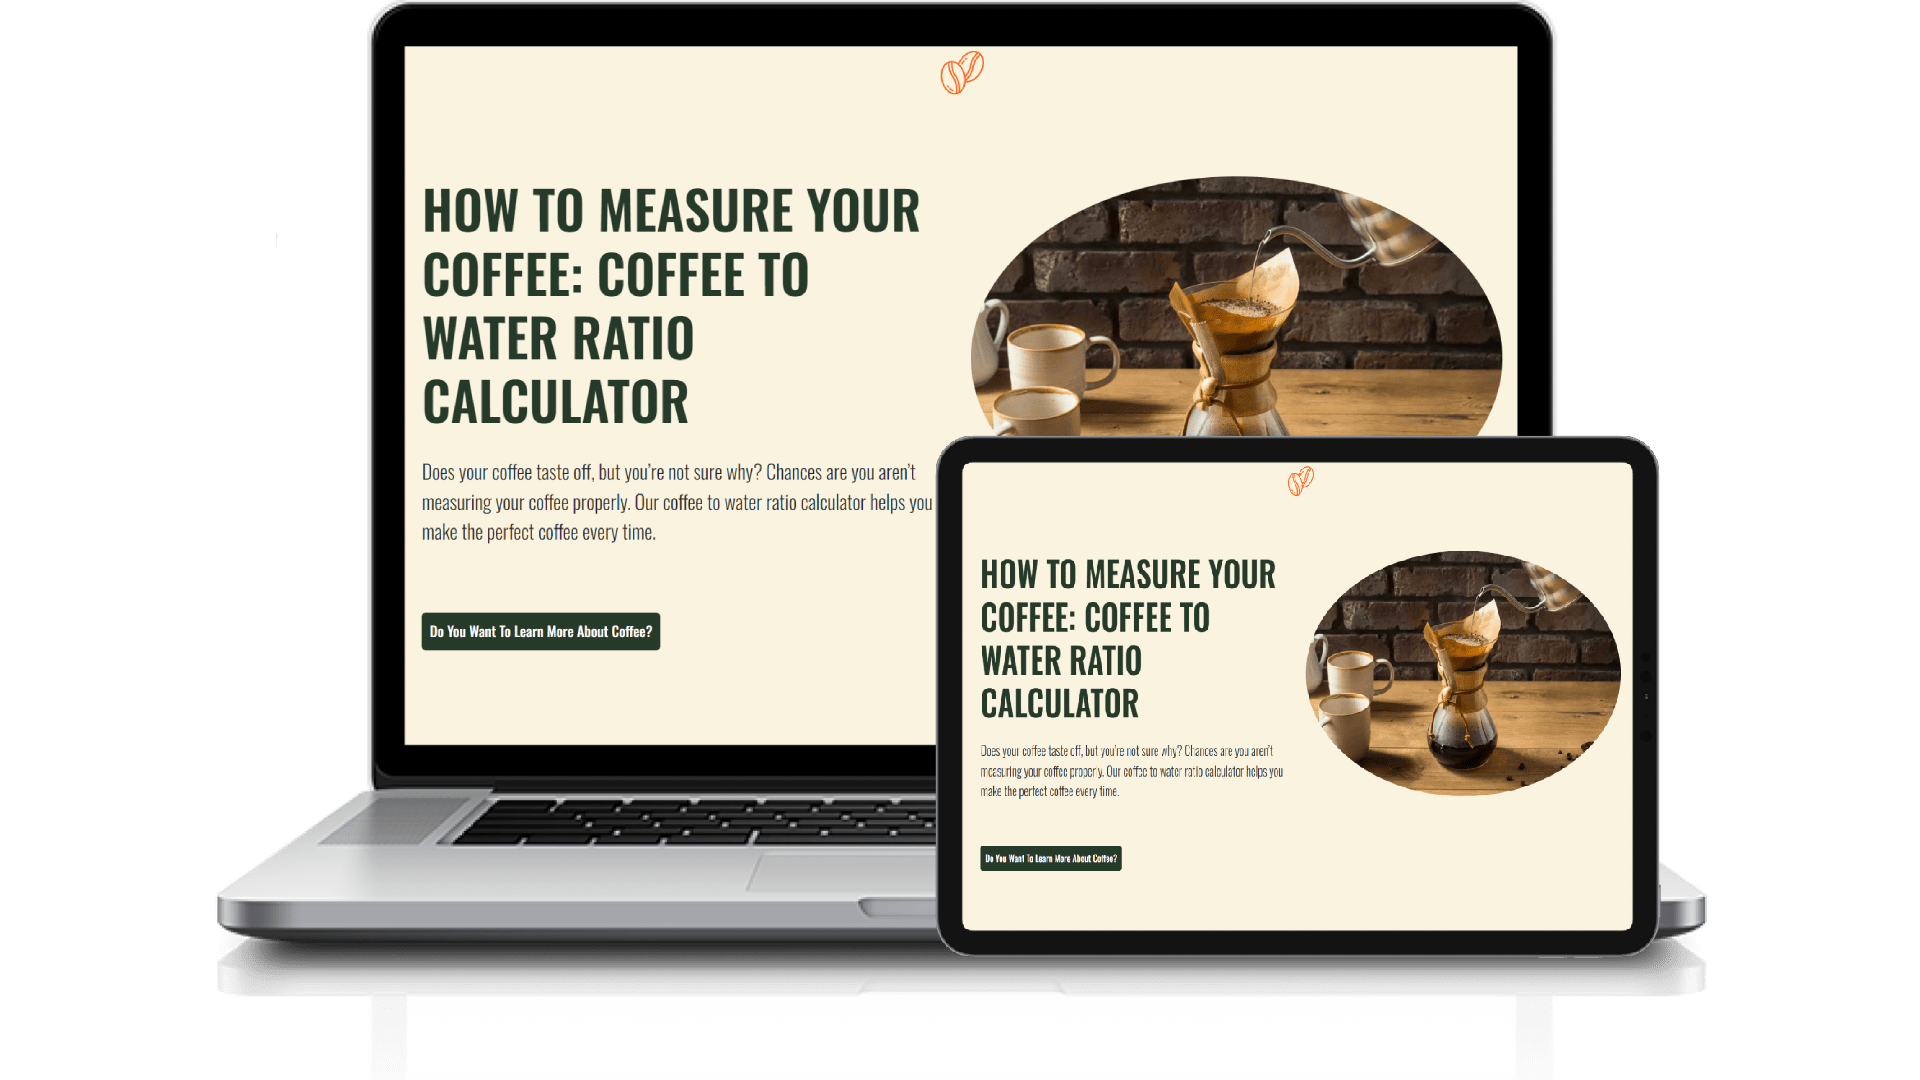 HOW TO MEASURE YOUR
COFFEE: COFFEE TO
WATER RATIO
CALCULATOR
Does your coffee taste off, but you're not sure why? Chances are you aren't
measuring your coffee properly. Our coffee to water ratio calculator helps you
make the perfect coffee every time.
Do You Want To Learn More About Coffee?
HOW TO MEASURE YOUR
COFFEE: COFFEE TO
WATER RATIO
CALCULATOR
Does your coffee taste off, but you're not sure why? Chances are you aren't
measuring your coffee properly. Our coffee to water ratio calculator helps you
make the perfect coffee every time.
Do You Want To Learn More About Coffee?